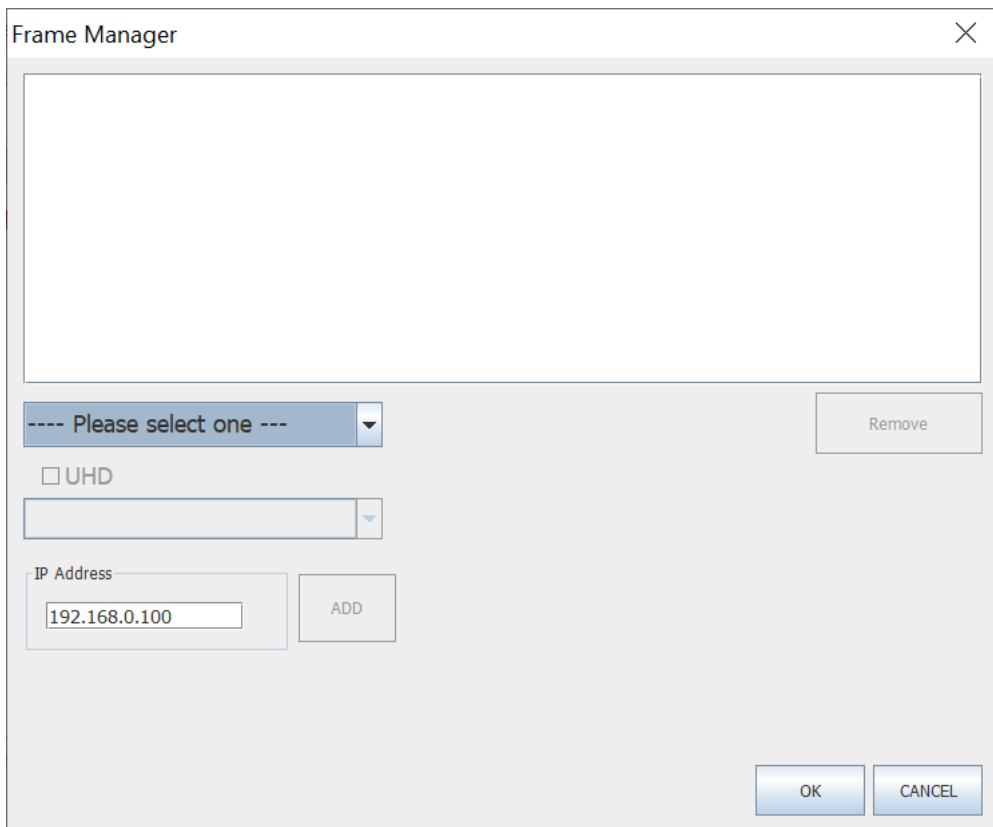 Frame Manager
---- Please select one ---
Remove
UHD
IP Address
192.168.0.100
ADD
OK
CANCEL